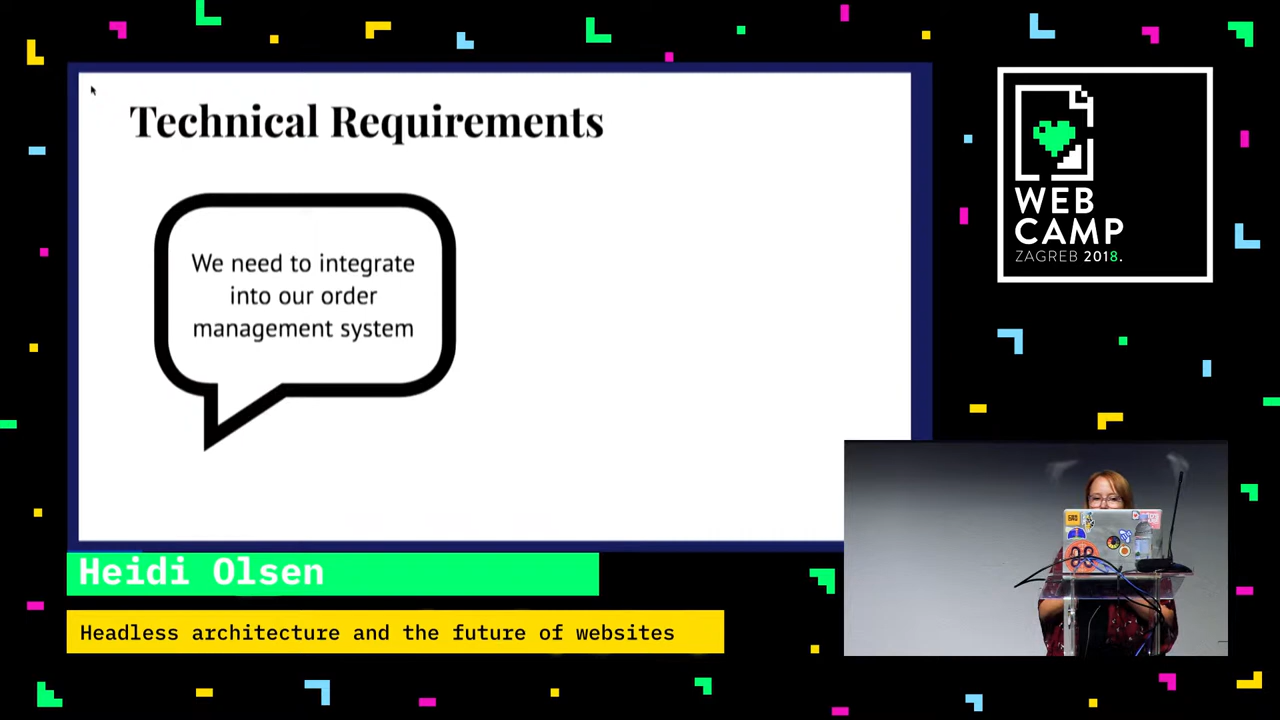 Technical Requirements
We need to integrate
into our order
management system
WEB
CAMP
ZAGREB 2018.
Heidi Olsen
Headless architecture and the future of websites